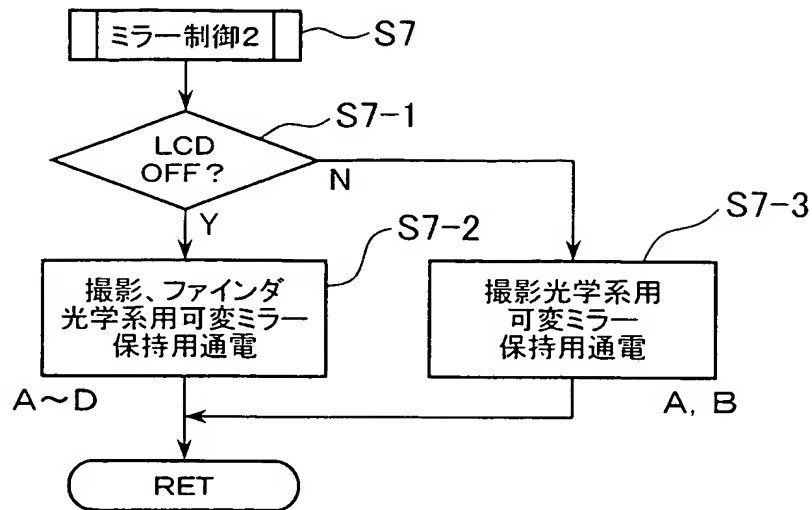 ミラー制御2
S7
LCD
OFF?
S7-1
N
Y
S7-2
S7-3
撮影、ファインダ
光学系用可変ミラー
保持用通電
撮影光学系用
可変ミラー
保持用通電
A~D
A, B
RET